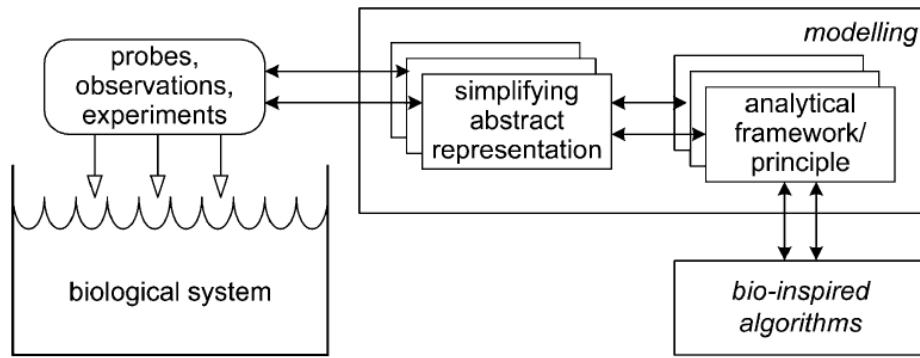 modelling
probes,
observations,
experiments
simplifying
abstract
representation
analytical
framework/
principle
biological system
bio-inspired
algorithms